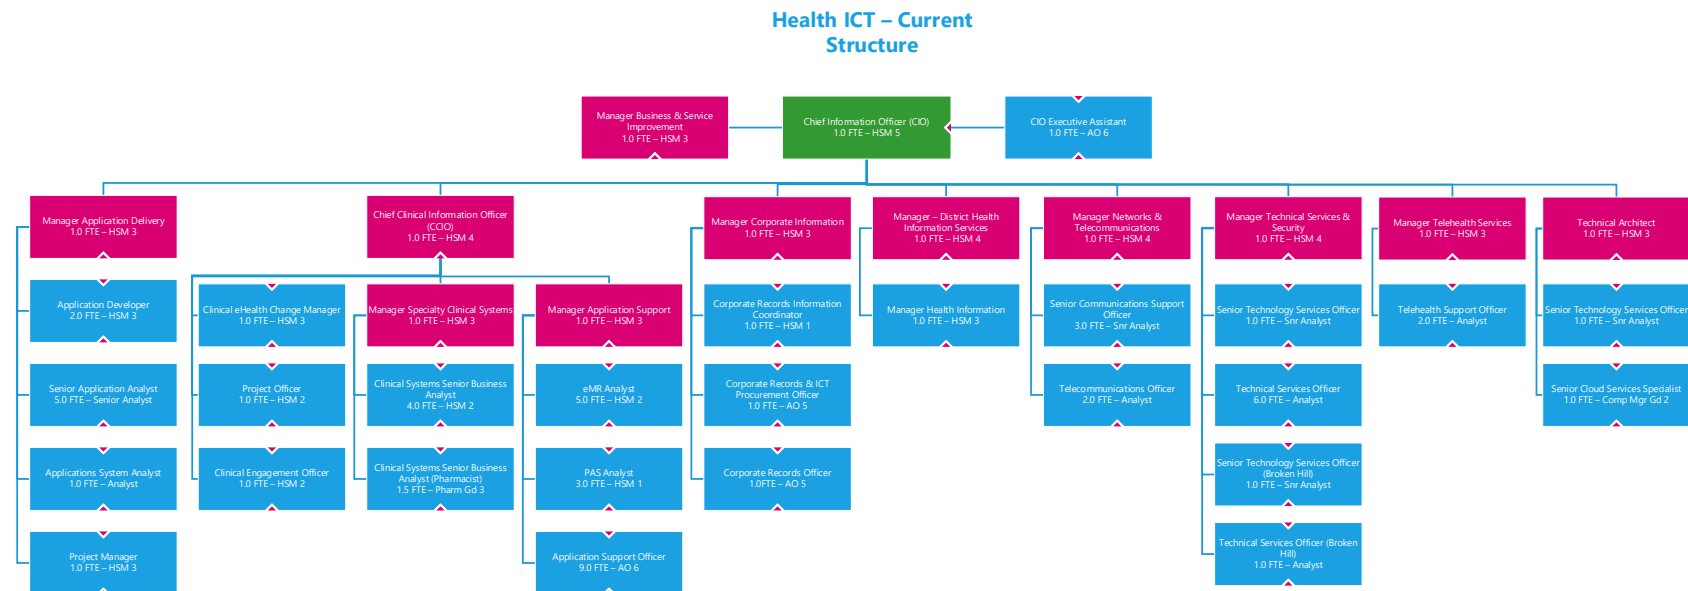 Health ICT – Current
Structure
Manager Business & Service
Improvement
1.0 FTE – HSM 3
Chief Information Officer (CIO)
1.0 FTE – HSM 5
CIO Executive Assistant
1.0 FTE – AO 6
Manager Application Delivery
1.0 FTE – HSM 3
Chief Clinical Information Officer
(CCIO)
1.0 FTE – HSM 4
Manager Corporate Information
1.0 FTE – HSM 3
Manager – District Health
Information Services
1.0 FTE – HSM 4
Manager Networks &
Telecommunications
1.0 FTE – HSM 4
Manager Technical Services &
Security
1.0 FTE – HSM 4
Manager Telehealth Services
1.0 FTE – HSM 3
Technical Architect
1.0 FTE – HSM 3
Application Developer
2.0 FTE – HSM 3
Clinical eHealth Change Manager
1.0 FTE – HSM 3
Manager Specialty Clinical Systems
1.0 FTE – HSM 3
Manager Application Support
1.0 FTE – HSM 3
Corporate Records Information
Coordinator
1.0 FTE – HSM 1
Manager Health Information
1.0 FTE – HSM 3
Senior Communications Support
Officer
3.0 FTE – Snr Analyst
Senior Technology Services Officer
1.0 FTE – Snr Analyst
Telehealth Support Officer
2.0 FTE – Analyst
Senior Technology Services Officer
1.0 FTE – Snr Analyst
Senior Application Analyst
5.0 FTE – Senior Analyst
Project Officer
1.0 FTE – HSM 2
Clinical Systems Senior Business
Analyst
4.0 FTE – HSM 2
eMR Analyst
5.0 FTE – HSM 2
Corporate Records & ICT
Procurement Officer
1.0 FTE – AO 5
Telecommunications Officer
2.0 FTE – Analyst
Technical Services Officer
6.0 FTE – Analyst
Senior Cloud Services Specialist
1.0 FTE – Comp Mgr Gd 2
Applications System Analyst
1.0 FTE – Analyst
Clinical Engagement Officer
1.0 FTE – HSM 2
Clinical Systems Senior Business
Analyst (Pharmacist)
1.5 FTE – Pharm Gd 3
PAS Analyst
3.0 FTE – HSM 1
Corporate Records Officer
1.0FTE – AO 5
Senior Technology Services Officer
(Broken Hill)
1.0 FTE – Snr Analyst
Project Manager
1.0 FTE – HSM 3
Application Support Officer
9.0 FTE – AO 6
Technical Services Officer (Broken
Hill)
1.0 FTE – Analyst